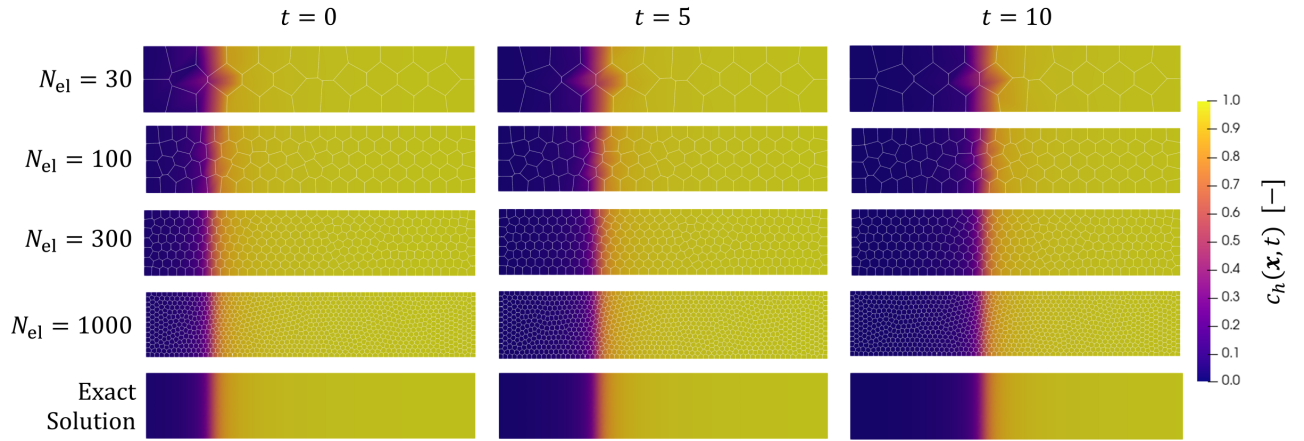 t = 0
t = 5
t = 10
N_el = 30
N_el = 100
N_el = 300
N_el = 1000
Exact
Solution
1.0
0.9
0.8
0.7
0.6
0.5
0.4
0.3
0.2
0.1
0.0
c_h(x, t) [−]